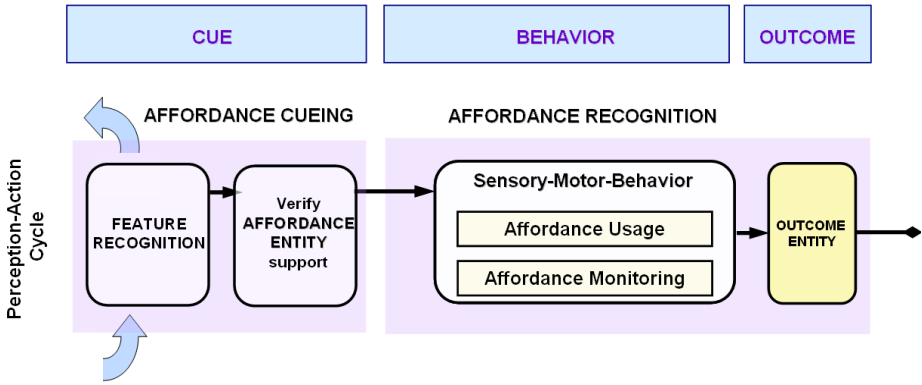 CUE
BEHAVIOR
OUTCOME
AFFORDANCE CUEING
AFFORDANCE RECOGNITION
Perception-Action
Cycle
FEATURE
RECOGNITION
Verify
AFFORDANCE
ENTITY
support
Sensory-Motor-Behavior
Affordance Usage
Affordance Monitoring
OUTCOME
ENTITY